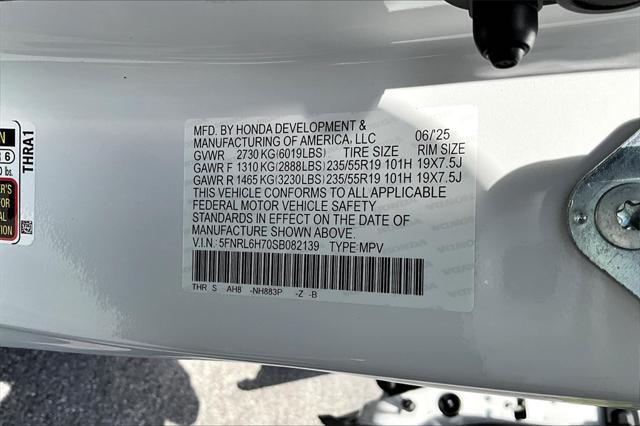 MFD. BY HONDA DEVELOPMENT & 06/'25
MANUFACTURING OF AMERICA, LLC
GVWR 2730 KG(6019LBS) TIRE SIZE RIM SIZE
GAWR F 1310 KG(2888LBS) 235/55R19 101H 19X7.5J
GAWR R 1465 KG(3230LBS) 235/55R19 101H 19X7.5J
THIS VEHICLE CONFORMS TO ALL APPLICABLE
FEDERAL MOTOR VEHICLE SAFETY
STANDARDS IN EFFECT ON THE DATE OF
MANUFACTURE SHOWN ABOVE.
V.I.N.: 5FNRL6H70SB082139 TYPE: MPV
THR S AH8 -NH883P -Z -B
THRA1